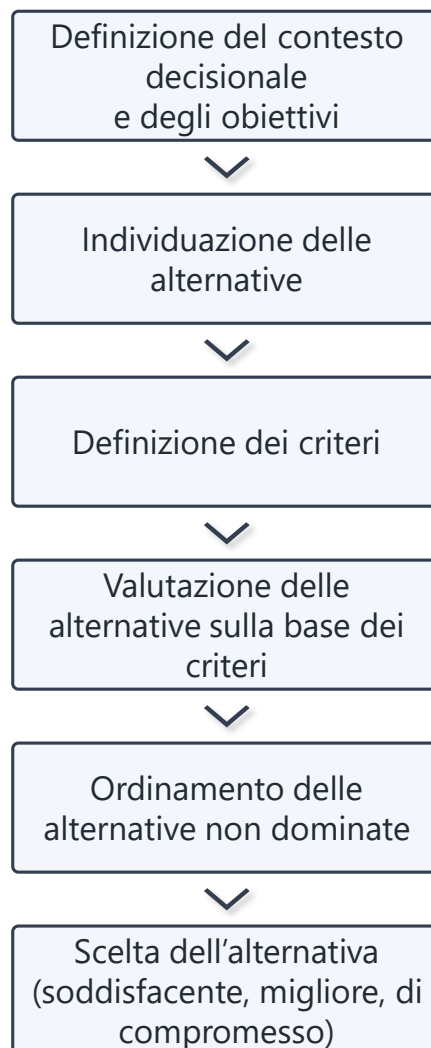 Definizione del contesto
decisionale
e degli obiettivi
Individuazione delle
alternative
Definizione dei criteri
Valutazione delle
alternative sulla base dei
criteri
Ordinamento delle
alternative non dominate
Scelta dell’alternativa
(soddisfacente, migliore, di
compromesso)